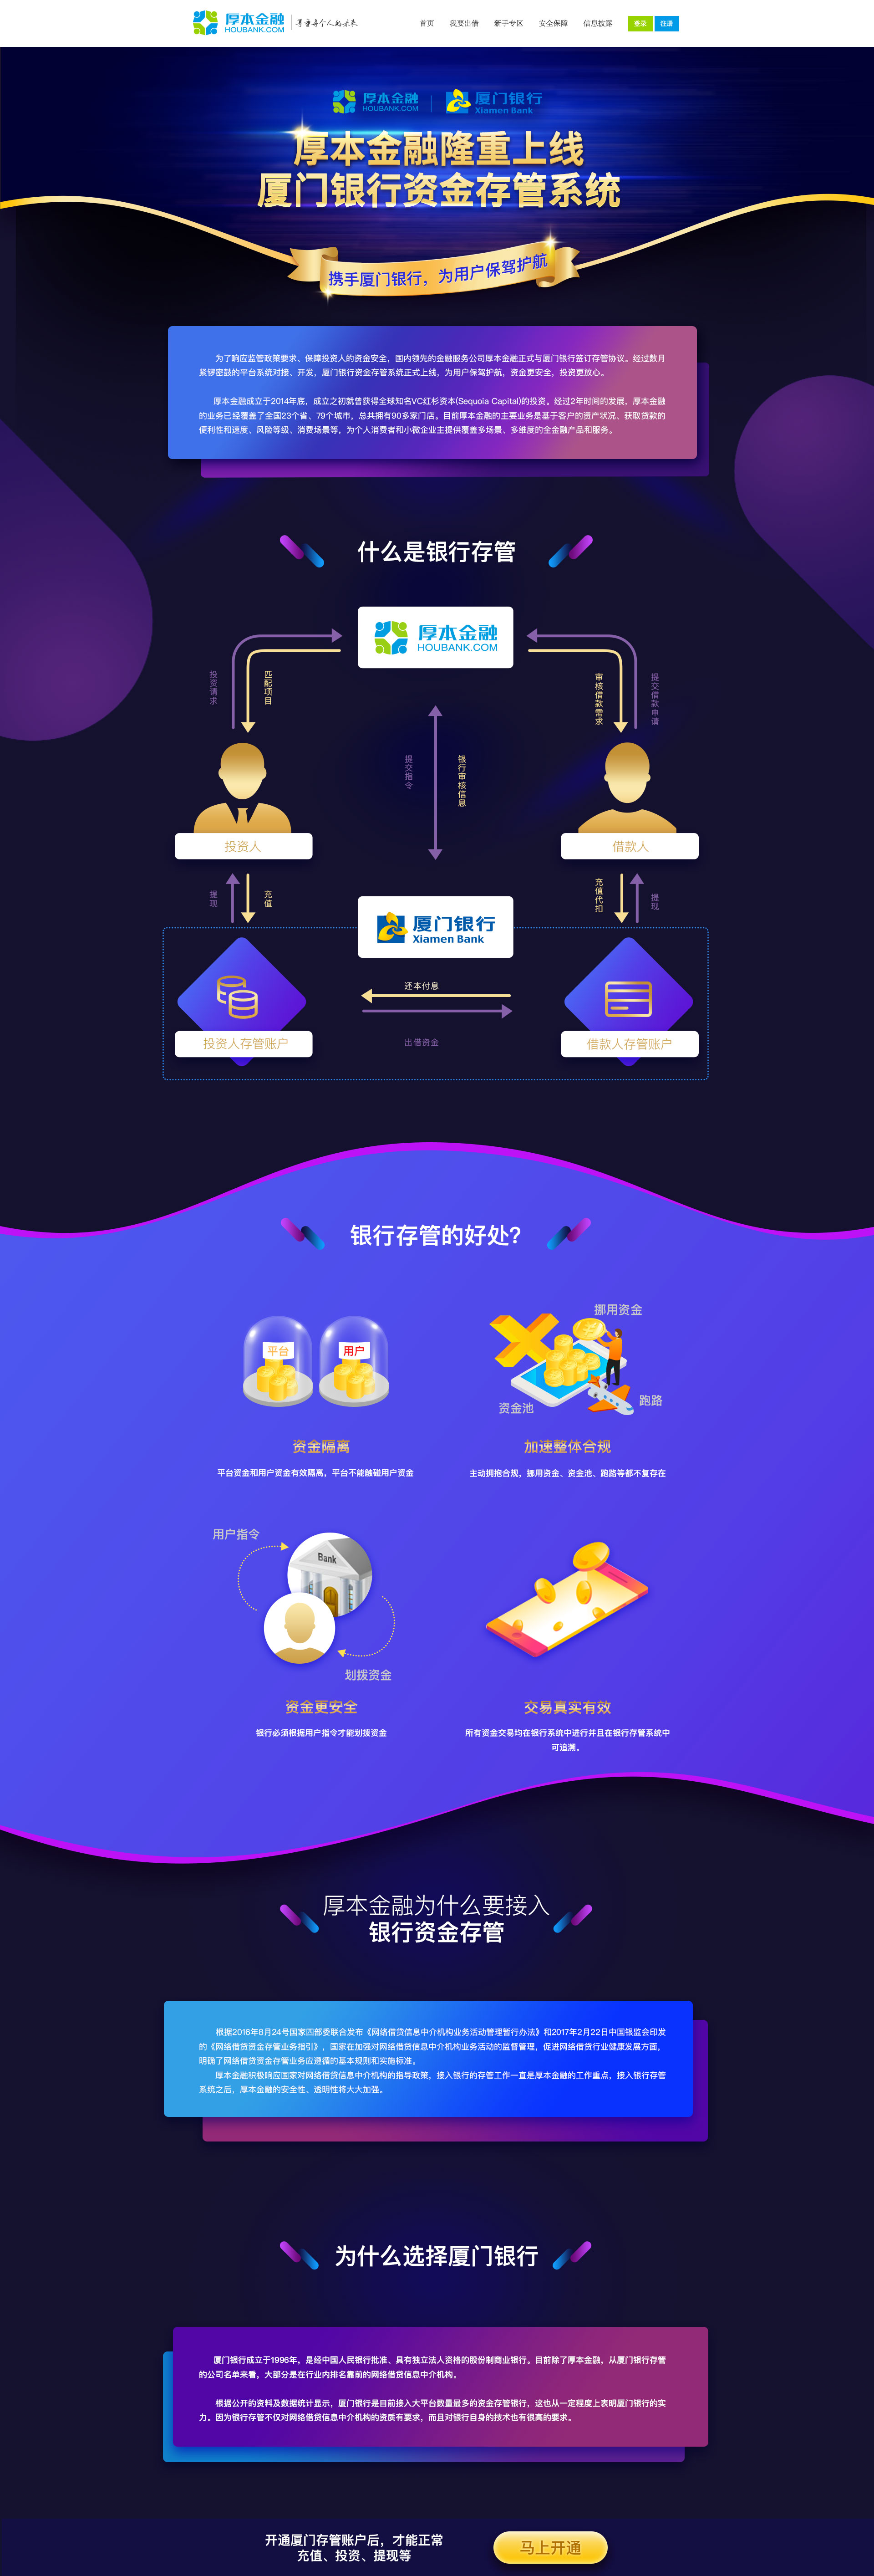 厚本金融 HOUBANK.COM 尊重每个人的未来 首页 我要出借 新手专区 安全保障 信息披露 登录 注册
厚本金融 HOUBANK.COM 厦门银行 Xiamen Bank
厚本金融隆重上线
厦门银行资金存管系统
携手厦门银行，为用户保驾护航
为了响应监管政策要求、保障投资人的资金安全，国内领先的金融服务公司厚本金融正式与厦门银行签订存管协议。经过数月
紧锣密鼓的平台系统对接、开发，厦门银行资金存管系统正式上线，为用户保驾护航，资金更安全，投资更放心。
厚本金融成立于2014年底，成立之初就曾获得全球知名VC红杉资本(Sequoia Capital)的投资。经过2年时间的发展，厚本金融
的业务已经覆盖了全国23个省、79个城市，总共拥有90多家门店。目前厚本金融的主要业务是基于客户的资产状况、获取贷款的
便利性和速度、风险等级、消费场景等，为个人消费者和小微企业主提供覆盖多场景、多维度的全金融产品和服务。
什么是银行存管
厚本金融
HOUBANK.COM
投资请求
匹配项目
审核借款需求
提交借款申请
提交指令
银行审核信息
投资人
借款人
提现
充值
充值代扣
提现
厦门银行
Xiamen Bank
还本付息
出借资金
投资人存管账户
借款人存管账户
银行存管的好处?
平台
用户
挪用资金
资金池
跑路
资金隔离
加速整体合规
平台资金和用户资金有效隔离，平台不能触碰用户资金
主动拥抱合规，挪用资金、资金池、跑路等都不复存在
用户指令
Bank
划拨资金
资金更安全
交易真实有效
银行必须根据用户指令才能划拨资金
所有资金交易均在银行系统中进行并且在银行存管系统中
可追溯。
厚本金融为什么要接入
银行资金存管
根据2016年8月24号国家四部委联合发布《网络借贷信息中介机构业务活动管理暂行办法》和2017年2月22日中国银监会印发
的《网络借贷资金存管业务指引》，国家在加强对网络借贷信息中介机构业务活动的监督管理，促进网络借贷行业健康发展方面，
明确了网络借贷资金存管业务应遵循的基本规则和实施标准。
厚本金融积极响应国家对网络借贷信息中介机构的指导政策，接入银行的存管工作一直是厚本金融的工作重点，接入银行存管
系统之后，厚本金融的安全性、透明性将大大加强。
为什么选择厦门银行
厦门银行成立于1996年，是经中国人民银行批准、具有独立法人资格的股份制商业银行。目前除了厚本金融，从厦门银行存管
的公司名单来看，大部分是在行业内排名靠前的网络借贷信息中介机构。
根据公开的资料及数据统计显示，厦门银行是目前接入大平台数量最多的资金存管银行，这也从一定程度上表明厦门银行的实
力。因为银行存管不仅对网络借贷信息中介机构的资质有要求，而且对银行自身的技术也有很高的要求。
开通厦门存管账户后，才能正常
充值、投资、提现等
马上开通